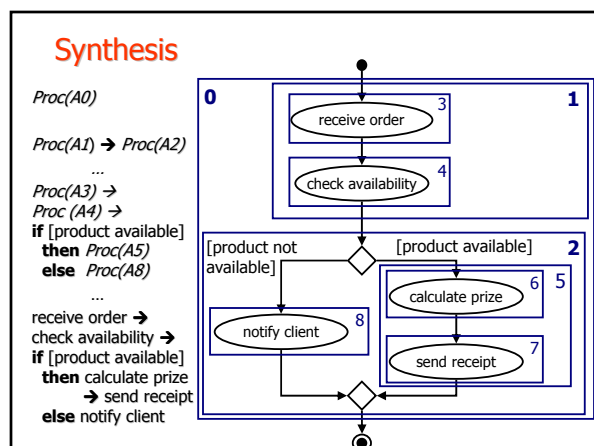 Synthesis
Proc(A0)
Proc(A1) → Proc(A2)
...
Proc(A3) →
Proc (A4) →
if [product available]
then Proc(A5)
else Proc(A8)
...
receive order →
check availability →
if [product available]
then calculate prize
→ send receipt
else notify client
0
1
3
receive order
4
check availability
2
[product not
available]
[product available]
5
6
calculate prize
8
notify client
7
send receipt